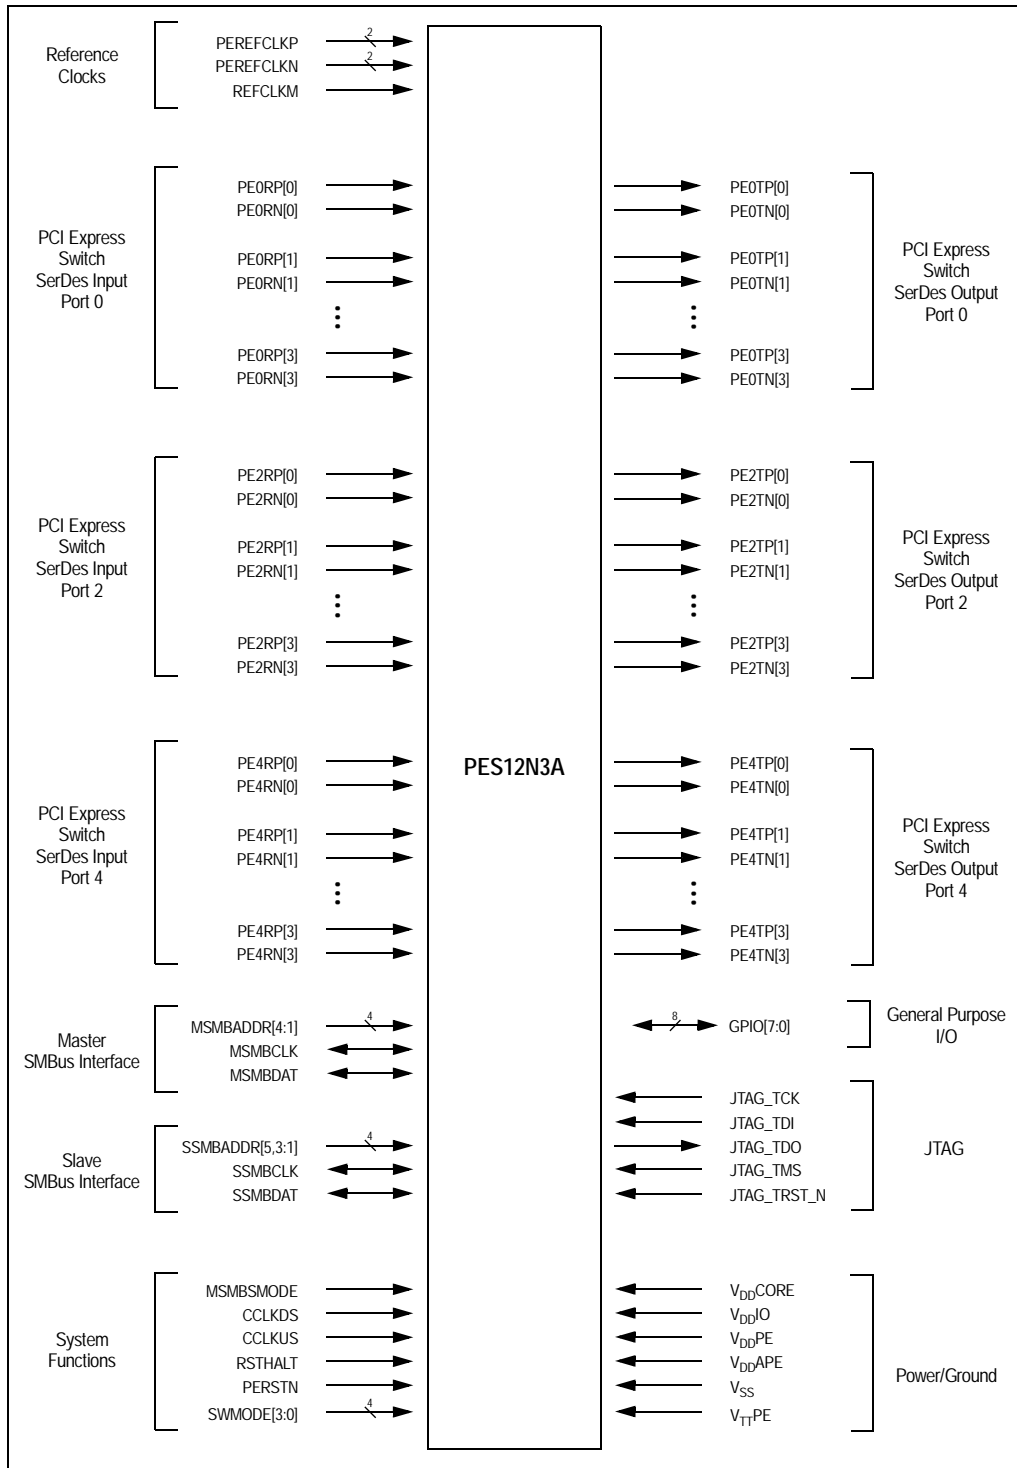 Reference
Clocks
PEREFCLKP
2
PEREFCLKN
2
REFCLKM
PCI Express
Switch
SerDes Input
Port 0
PE0RP[0]
PE0RN[0]
PE0RP[1]
PE0RN[1]
PE0RP[3]
PE0RN[3]
PE0TP[0]
PE0TN[0]
PE0TP[1]
PE0TN[1]
PE0TP[3]
PE0TN[3]
PCI Express
Switch
SerDes Output
Port 0
PCI Express
Switch
SerDes Input
Port 2
PE2RP[0]
PE2RN[0]
PE2RP[1]
PE2RN[1]
PE2RP[3]
PE2RN[3]
PE2TP[0]
PE2TN[0]
PE2TP[1]
PE2TN[1]
PE2TP[3]
PE2TN[3]
PCI Express
Switch
SerDes Output
Port 2
PES12N3A
PCI Express
Switch
SerDes Input
Port 4
PE4RP[0]
PE4RN[0]
PE4RP[1]
PE4RN[1]
PE4RP[3]
PE4RN[3]
PE4TP[0]
PE4TN[0]
PE4TP[1]
PE4TN[1]
PE4TP[3]
PE4TN[3]
PCI Express
Switch
SerDes Output
Port 4
Master
SMBus Interface
MSMBADDR[4:1]
4
MSMBCLK
MSMBDAT
8
GPIO[7:0]
General Purpose
I/O
Slave
SMBus Interface
SSMBADDR[5,3:1]
4
SSMBCLK
SSMBDAT
JTAG_TCK
JTAG_TDI
JTAG_TDO
JTAG_TMS
JTAG_TRST_N
JTAG
System
Functions
MSMBSMODE
CCLKDS
CCLKUS
RSTHALT
PERSTN
SWMODE[3:0]
4
VDDCORE
VDDIO
VDDPE
VDDAPE
VSS
VTTPE
Power/Ground